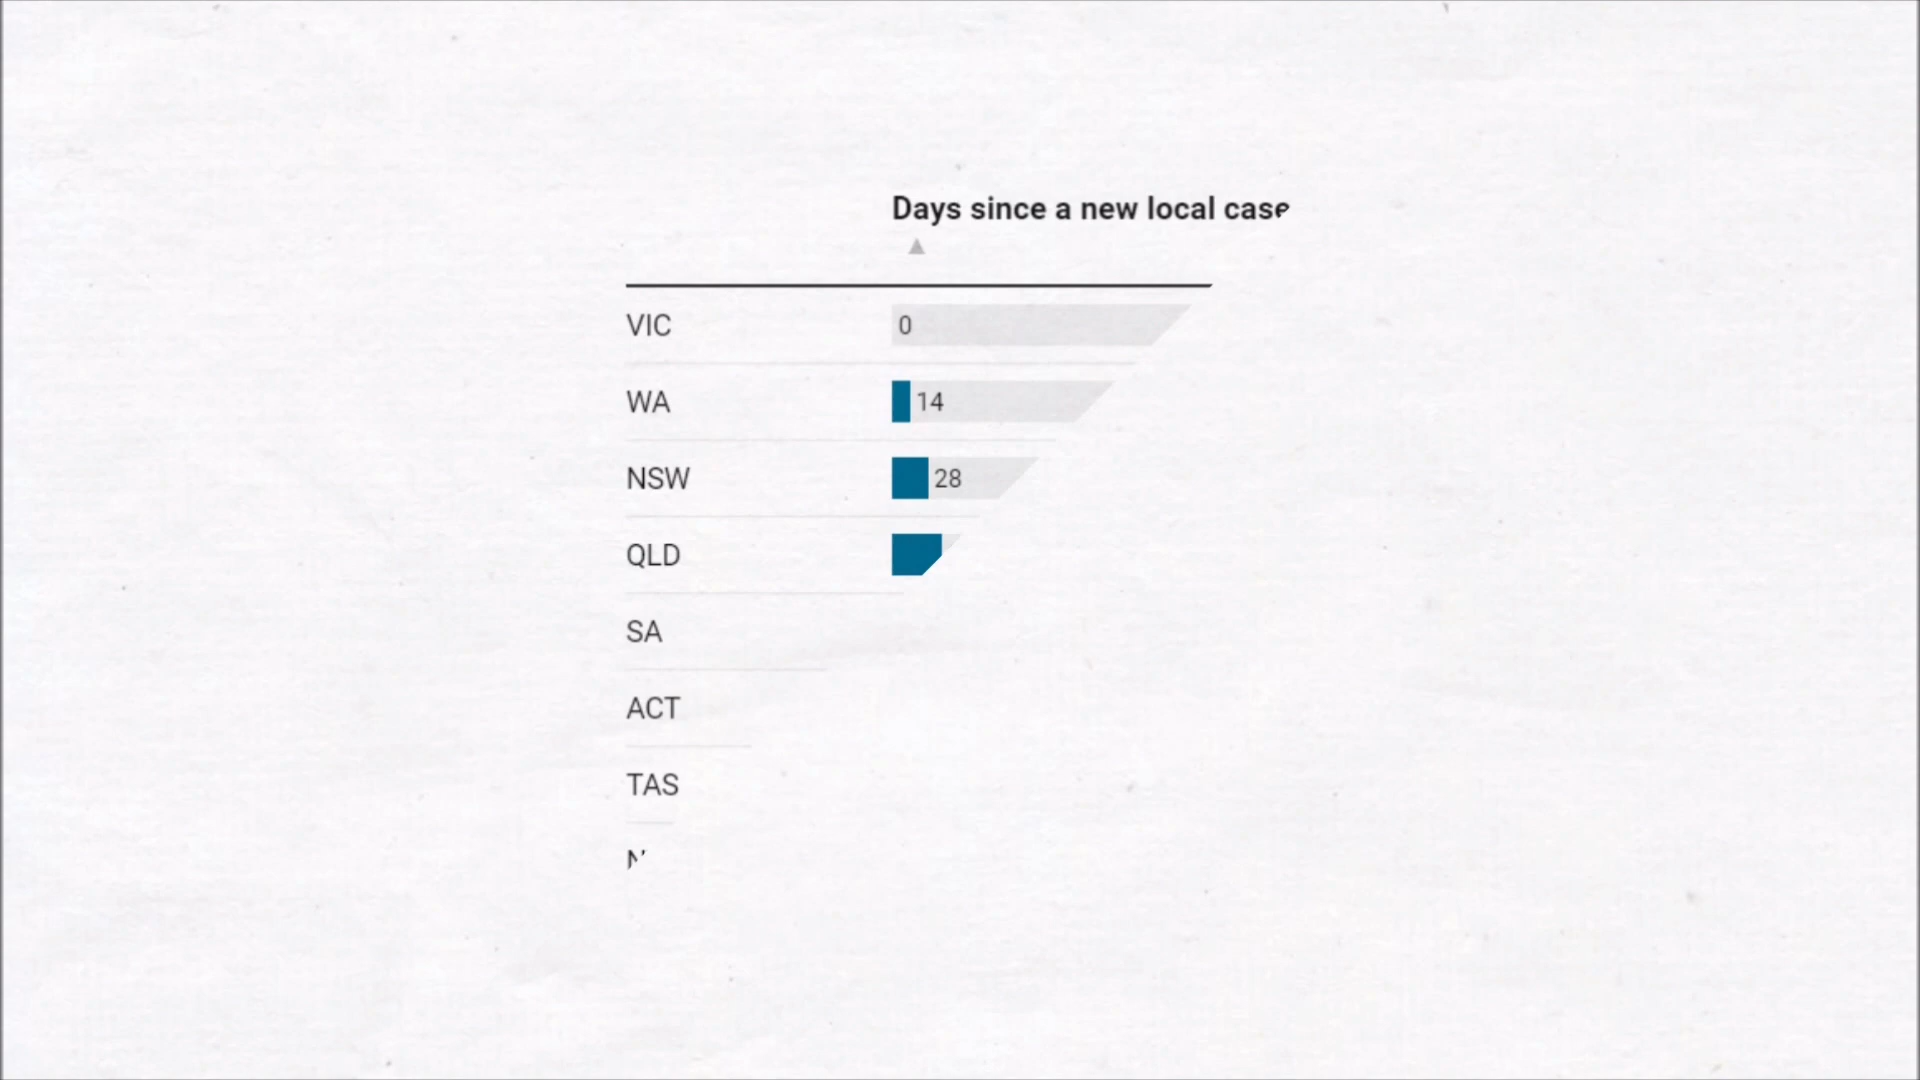 Days since a new local case
VIC 0
WA 14
NSW 28
QLD
SA
ACT
TAS